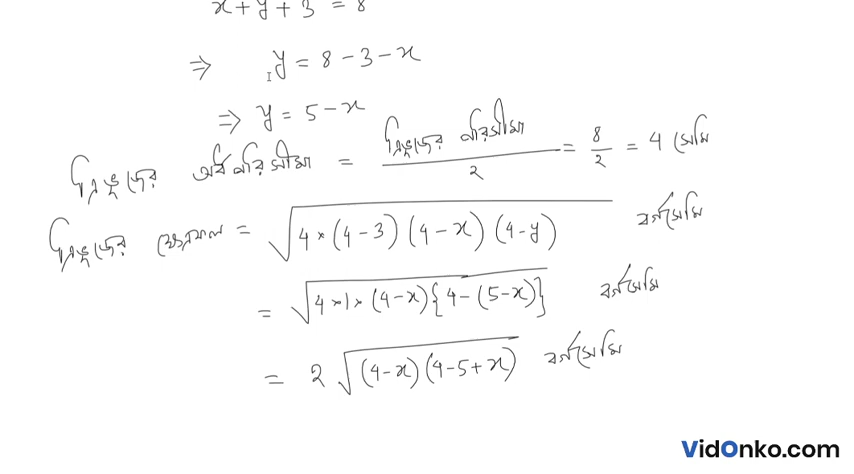 x + y + 3 = 8
⇒ y = 8 - 3 - x
⇒ y = 5 - x
ত্রিভুজের অর্ধপরিসীমা = ত্রিভুজের পরিসীমা / 2 = 8/2 = 4 সেমি
ত্রিভুজের ক্ষেত্রফল = √(4 × (4-3) (4-x) (4-y)) বর্গসেমি
= √(4 × 1 × (4-x) {4 - (5-x)}) বর্গসেমি
= 2 √((4-x) (4-5+x)) বর্গসেমি
VidOnko.com